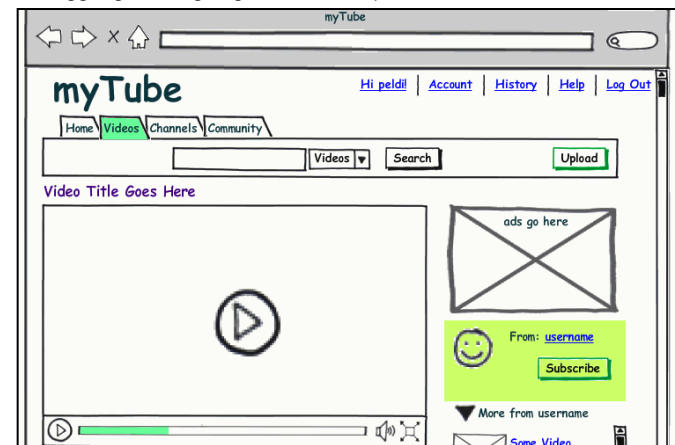 myTube
myTube
Hi peldi! Account History Help Log Out
Home Videos Channels Community
Videos Search Upload
Video Title Goes Here
ads go here
From: username
Subscribe
More from username
Some Video